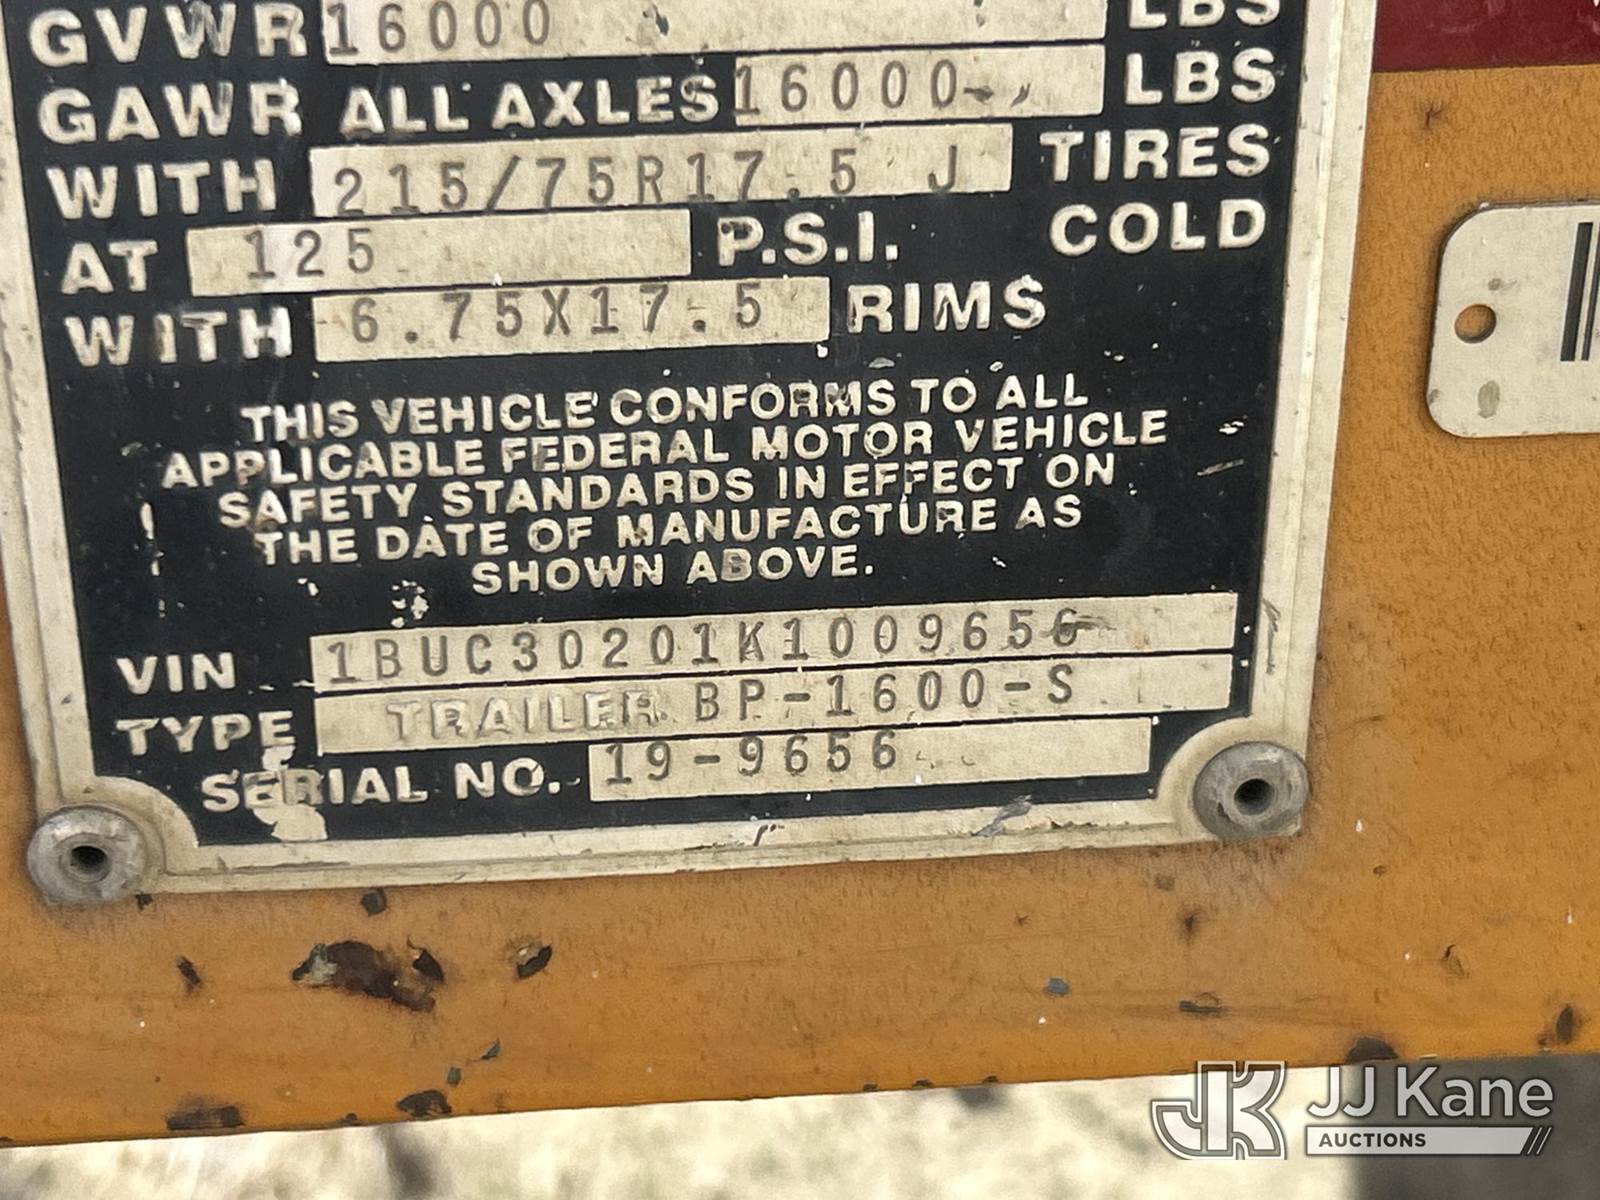 GVWR 16000 LBS
GAWR ALL AXLES 16000 LBS
WITH 215/75R17.5 J TIRES
AT 125 P.S.I. COLD
WITH 6.75X17.5 RIMS
THIS VEHICLE CONFORMS TO ALL
APPLICABLE FEDERAL MOTOR VEHICLE
SAFETY STANDARDS IN EFFECT ON
THE DATE OF MANUFACTURE AS
SHOWN ABOVE.
VIN 1BUC30201K1009656
TYPE TRAILER BP-1600-S
SERIAL NO. 19-9656
JK JJ Kane
AUCTIONS